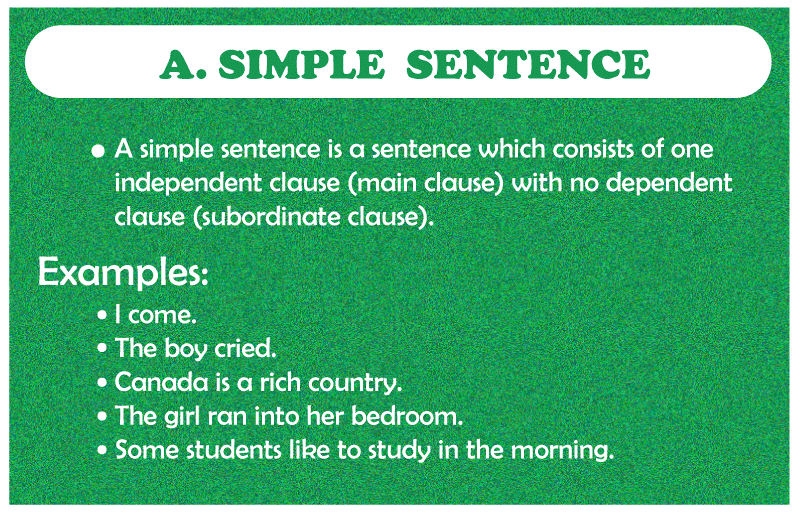 A. SIMPLE SENTENCE
• A simple sentence is a sentence which consists of one
independent clause (main clause) with no dependent
clause (subordinate clause).
Examples:
• I come.
• The boy cried.
• Canada is a rich country.
• The girl ran into her bedroom.
• Some students like to study in the morning.